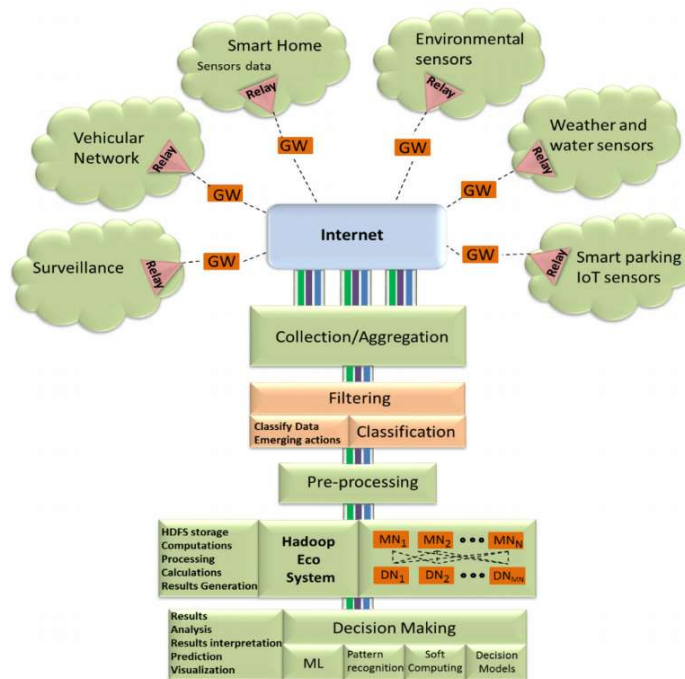 Smart Home
Sensors data
Relay
Environmental
sensors
Relay
Vehicular
Network
Relay
GW
GW
Weather and
water sensors
Relay
GW
GW
Surveillance
Relay
GW
Internet
GW
Relay
Smart parking
IoT sensors
Collection/Aggregation
Filtering
Classify Data
Emerging actions
Classification
Pre-processing
HDFS storage
Computations
Processing
Calculations
Results Generation
Hadoop
Eco
System
MN1 MN2 MNN
DN1 DN2 DNMN
Results
Analysis
Results interpretation
Prediction
Visualization
Decision Making
ML
Pattern
recognition
Soft
Computing
Decision
Models